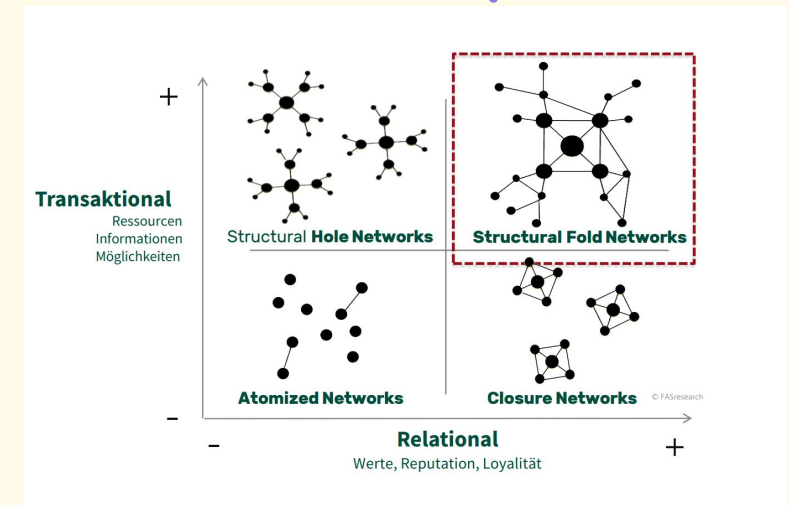 +
Transaktional
Ressourcen
Informationen
Möglichkeiten
Structural Hole Networks
Structural Fold Networks
Atomized Networks
Closure Networks
© FASresearch
-
-
Relational
+
Werte, Reputation, Loyalität